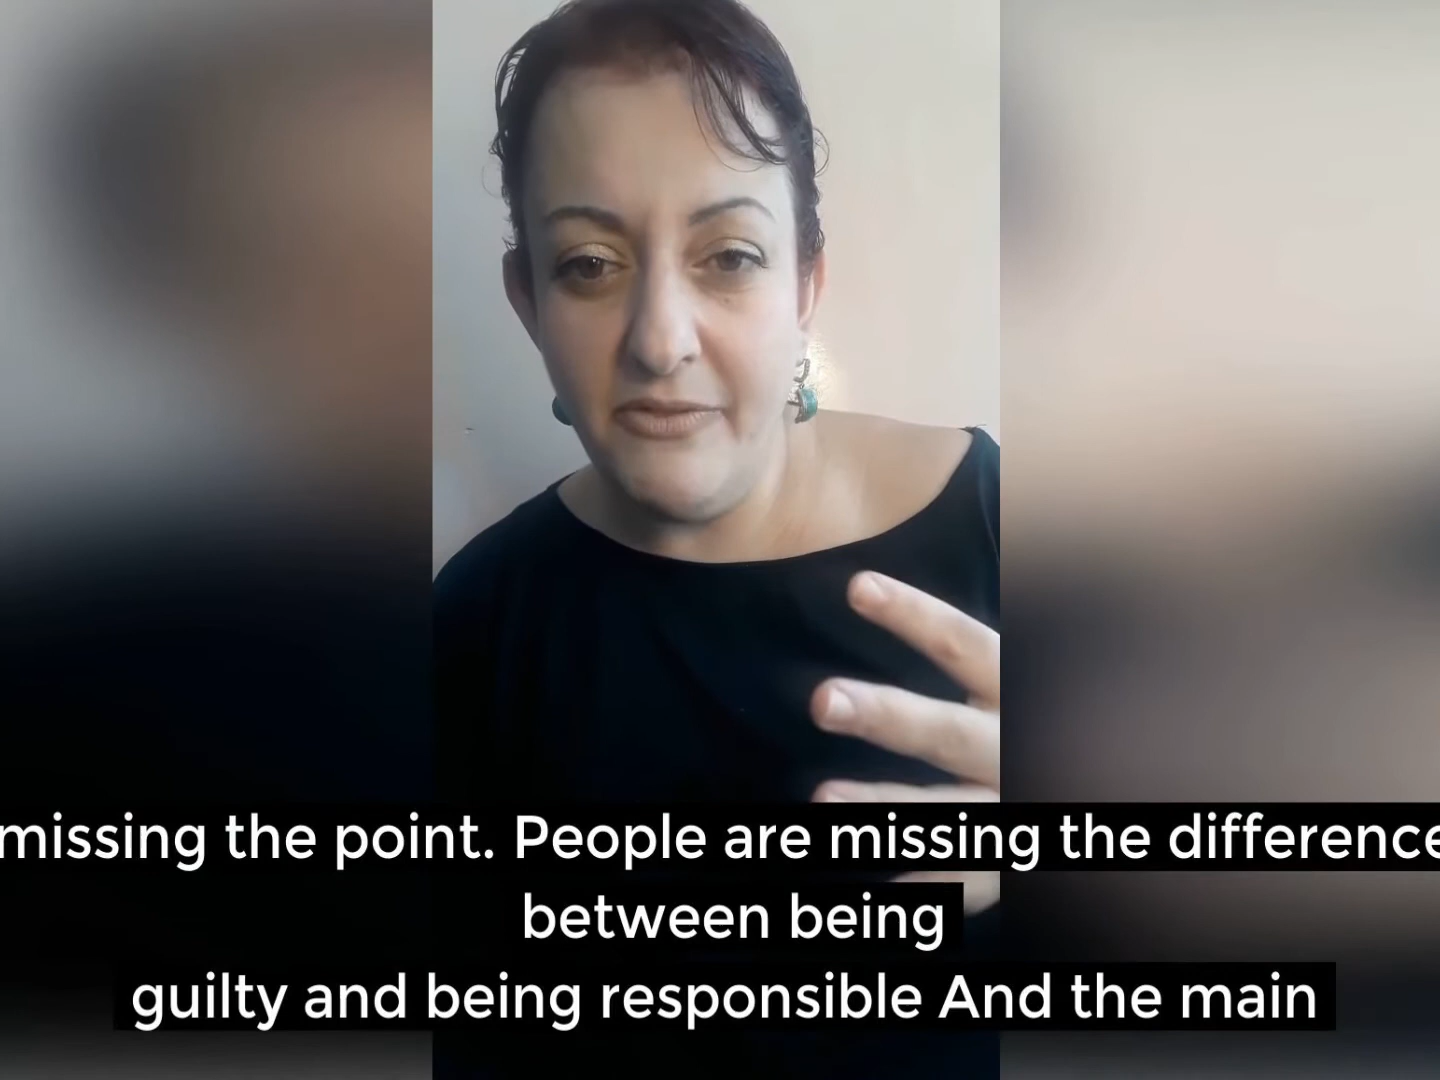 missing the point. People are missing the difference
between being
guilty and being responsible And the main